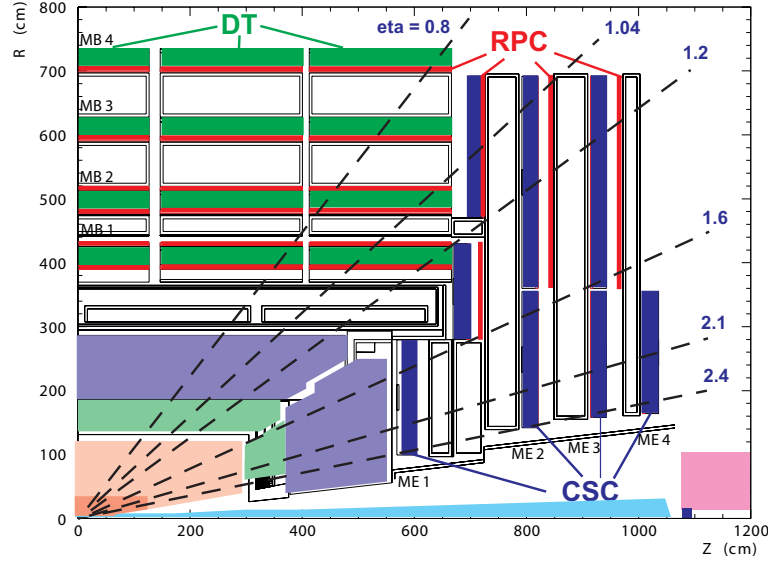 R (cm)
800
700
600
500
400
300
200
100
0
MB 4
DT
eta = 0.8
RPC
1.04
1.2
MB 3
MB 2
MB 1
1.6
2.1
2.4
ME 1
ME 2
ME 3
ME 4
CSC
0
200
400
600
800
1000
1200
Z (cm)